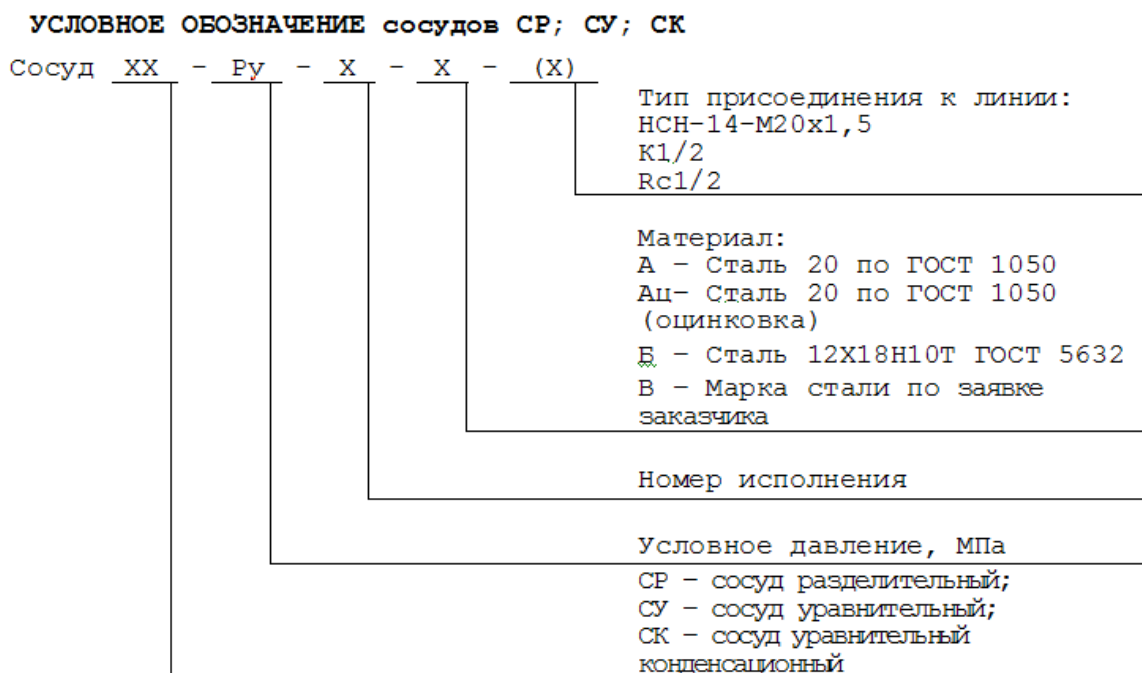 УСЛОВНОЕ ОБОЗНАЧЕНИЕ сосудов СР; СУ; СК
Сосуд XX - Ру - X - X - (X)
Тип присоединения к линии:
НСН-14-М20х1,5
К1/2
Rc1/2
Материал:
А - Сталь 20 по ГОСТ 1050
Ац- Сталь 20 по ГОСТ 1050
(оцинковка)
Б - Сталь 12Х18Н10Т ГОСТ 5632
В - Марка стали по заявке
заказчика
Номер исполнения
Условное давление, МПа
СР - сосуд разделительный;
СУ - сосуд уравнительный;
СК - сосуд уравнительный
конденсационный